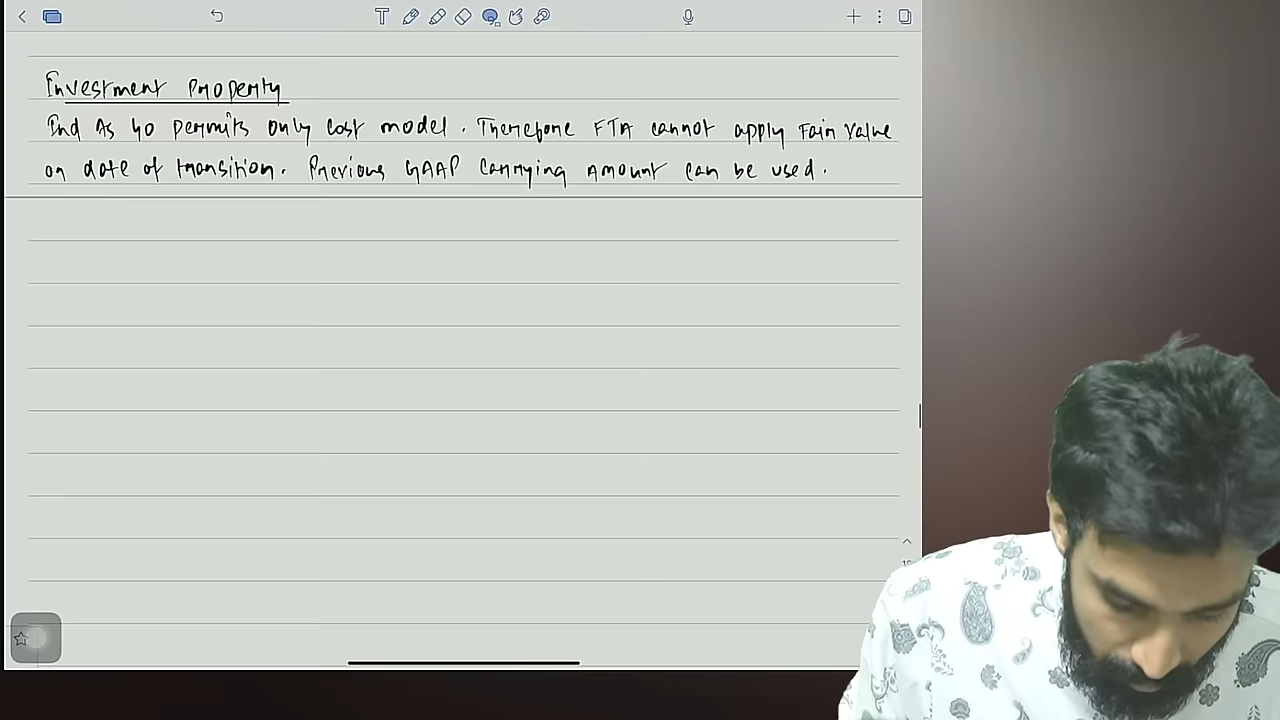 Investment Property
Ind As 40 permits only cost model. Therefore FTA cannot apply Fair Value
on date of transition. Previous GAAP Carrying Amount can be used.